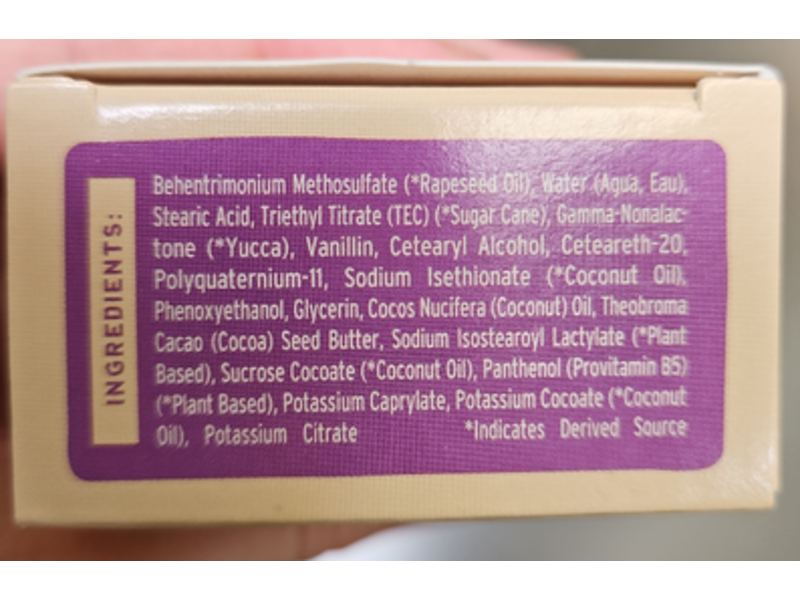 INGREDIENTS:
Behentrimonium Methosulfate (*Rapeseed Oil), Water (Aqua, Eau),
Stearic Acid, Triethyl Titrate (TEC) (*Sugar Cane), Gamma-Nonalac-
tone (*Yucca), Vanillin, Cetearyl Alcohol, Ceteareth-20,
Polyquaternium-11, Sodium Isethionate (*Coconut Oil),
Phenoxyethanol, Glycerin, Cocos Nucifera (Coconut) Oil, Theobroma
Cacao (Cocoa) Seed Butter, Sodium Isostearoyl Lactylate (*Plant
Based), Sucrose Cocoate (*Coconut Oil), Panthenol (Provitamin B5)
(*Plant Based), Potassium Caprylate, Potassium Cocoate (*Coconut
Oil), Potassium Citrate *Indicates Derived Source